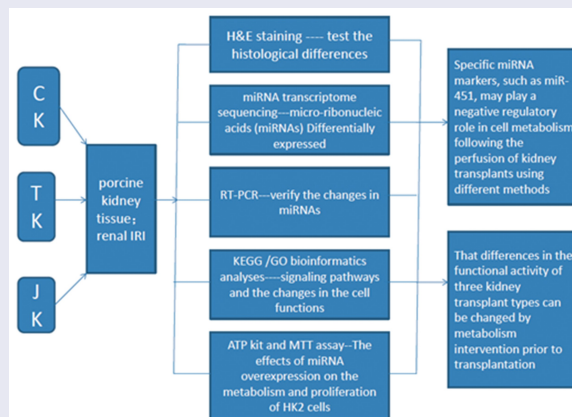 C
K
T
K
J
K
porcine
kidney
tissue;
renal IRI
H&E staining ---- test the
histological differences
miRNA transcriptome
sequencing---micro-ribonucleic
acids (miRNAs) Differentially
expressed
RT-PCR---verify the changes in
miRNAs
KEGG /GO bioinformatics
analyses----signaling pathways
and the changes in the cell
functions
ATP kit and MTT assay--The
effects of miRNA
overexpression on the
metabolism and proliferation
of HK2 cells
Specific miRNA
markers, such as miR-
451, may play a
negative regulatory
role in cell metabolism
following the
perfusion of kidney
transplants using
different methods
That differences in the
functional activity of
three kidney
transplant types can
be changed by
metabolism
intervention prior to
transplantation